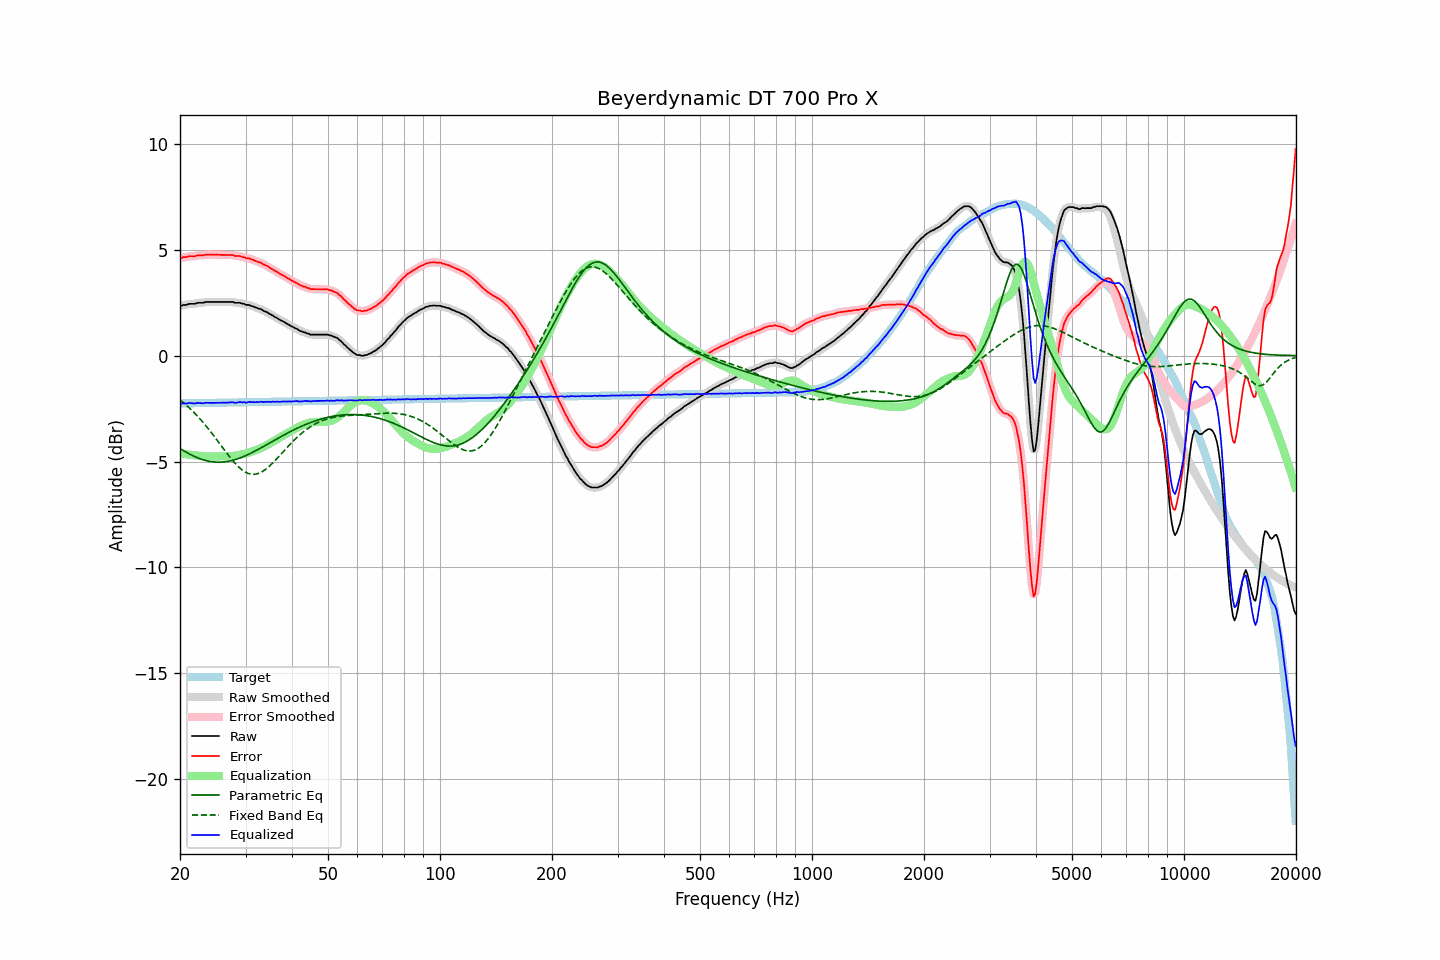 Beyerdynamic DT 700 Pro X
10
5
0
−5
−10
−15
−20
Amplitude (dBr)
Target
Raw Smoothed
Error Smoothed
Raw
Error
Equalization
Parametric Eq
Fixed Band Eq
Equalized
20 50 100 200 500 1000 2000 5000 10000 20000
Frequency (Hz)